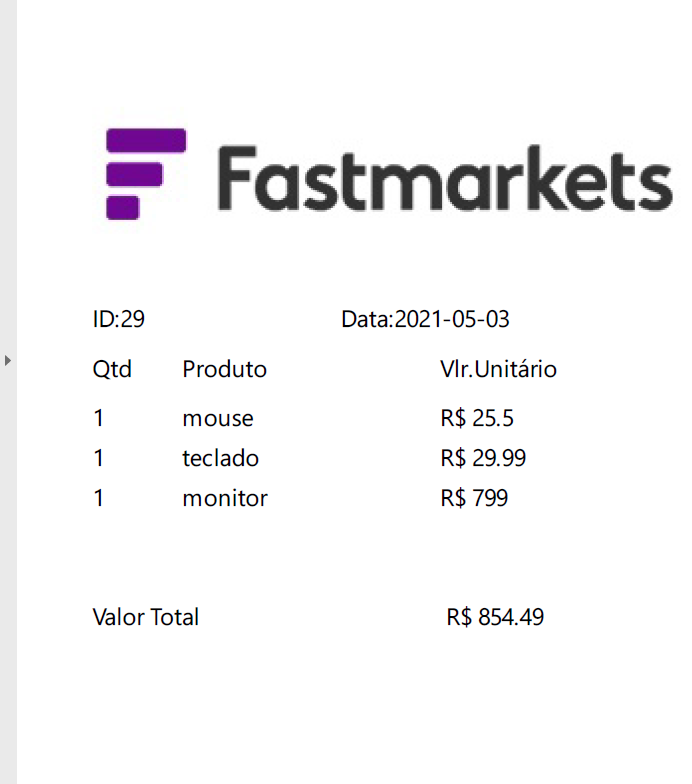 Fastmarkets
ID:29 Data:2021-05-03
Qtd Produto Vlr.Unitário
1 mouse R$ 25.5
1 teclado R$ 29.99
1 monitor R$ 799
Valor Total R$ 854.49